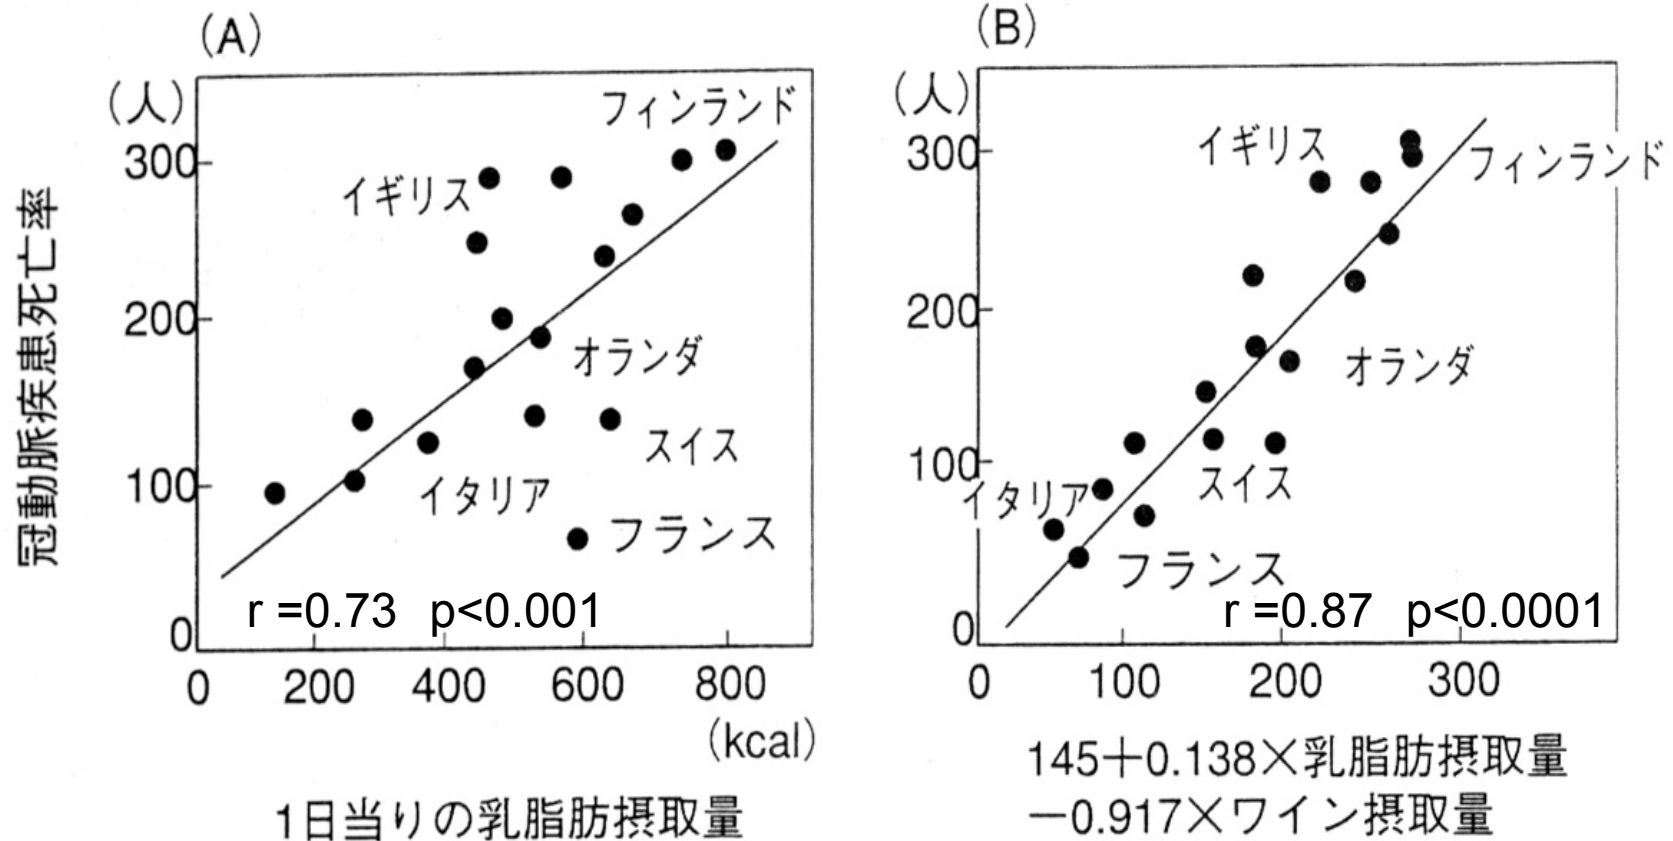 (A)
(人)
300
200
100
0
フィンランド
イギリス
オランダ
スイス
イタリア
フランス
r =0.73 p<0.001
0 200 400 600 800
(kcal)
1日当りの乳脂肪摂取量
冠動脈疾患死亡率
(B)
(人)
300
200
100
0
イギリス
フィンランド
オランダ
イタリア
スイス
フランス
r =0.87 p<0.0001
0 100 200 300
145+0.138×乳脂肪摂取量
−0.917×ワイン摂取量